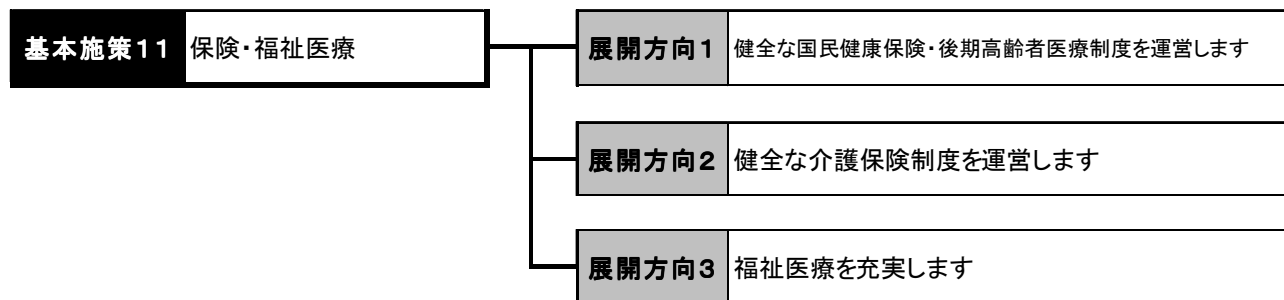 基本施策11 保険・福祉医療
展開方向1 健全な国民健康保険・後期高齢者医療制度を運営します
展開方向2 健全な介護保険制度を運営します
展開方向3 福祉医療を充実します